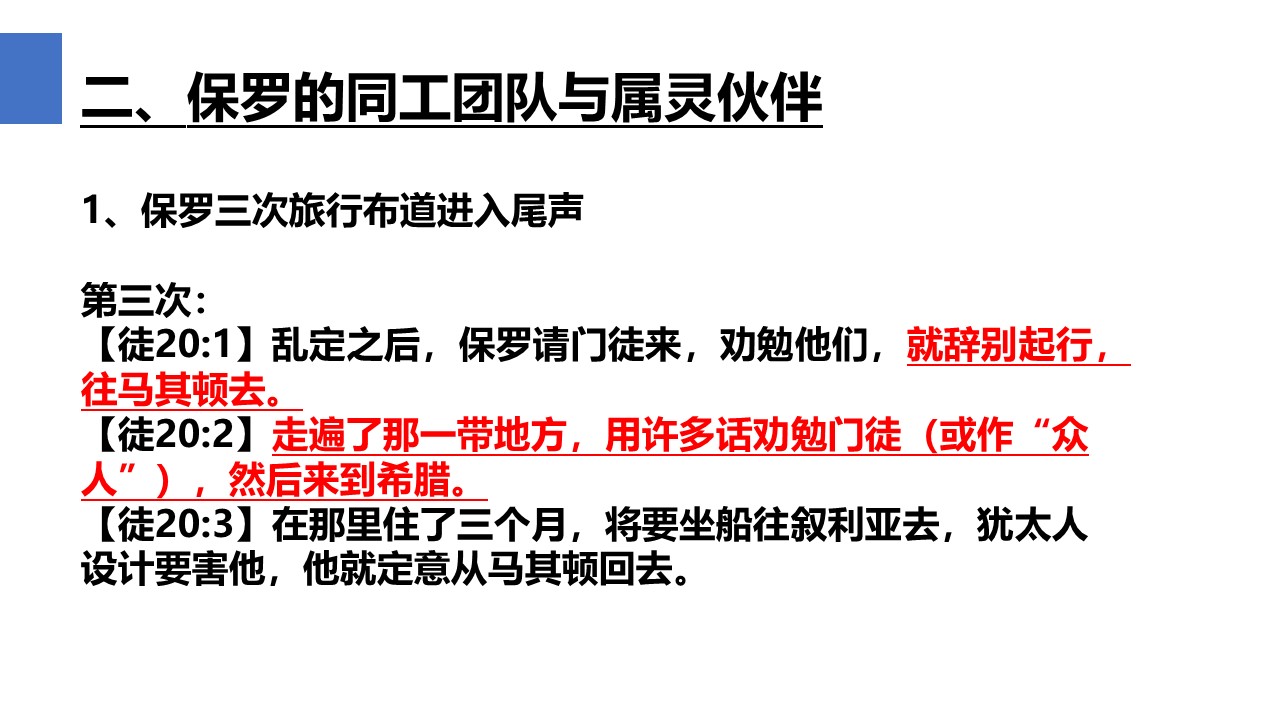 二、保罗的同工团队与属灵伙伴
1、保罗三次旅行布道进入尾声
第三次：
【徒20:1】乱定之后，保罗请门徒来，劝勉他们，就辞别起行，
往马其顿去。
【徒20:2】走遍了那一带地方，用许多话劝勉门徒（或作“众
人”），然后来到希腊。
【徒20:3】在那里住了三个月，将要坐船往叙利亚去，犹太人
设计要害他，他就定意从马其顿回去。